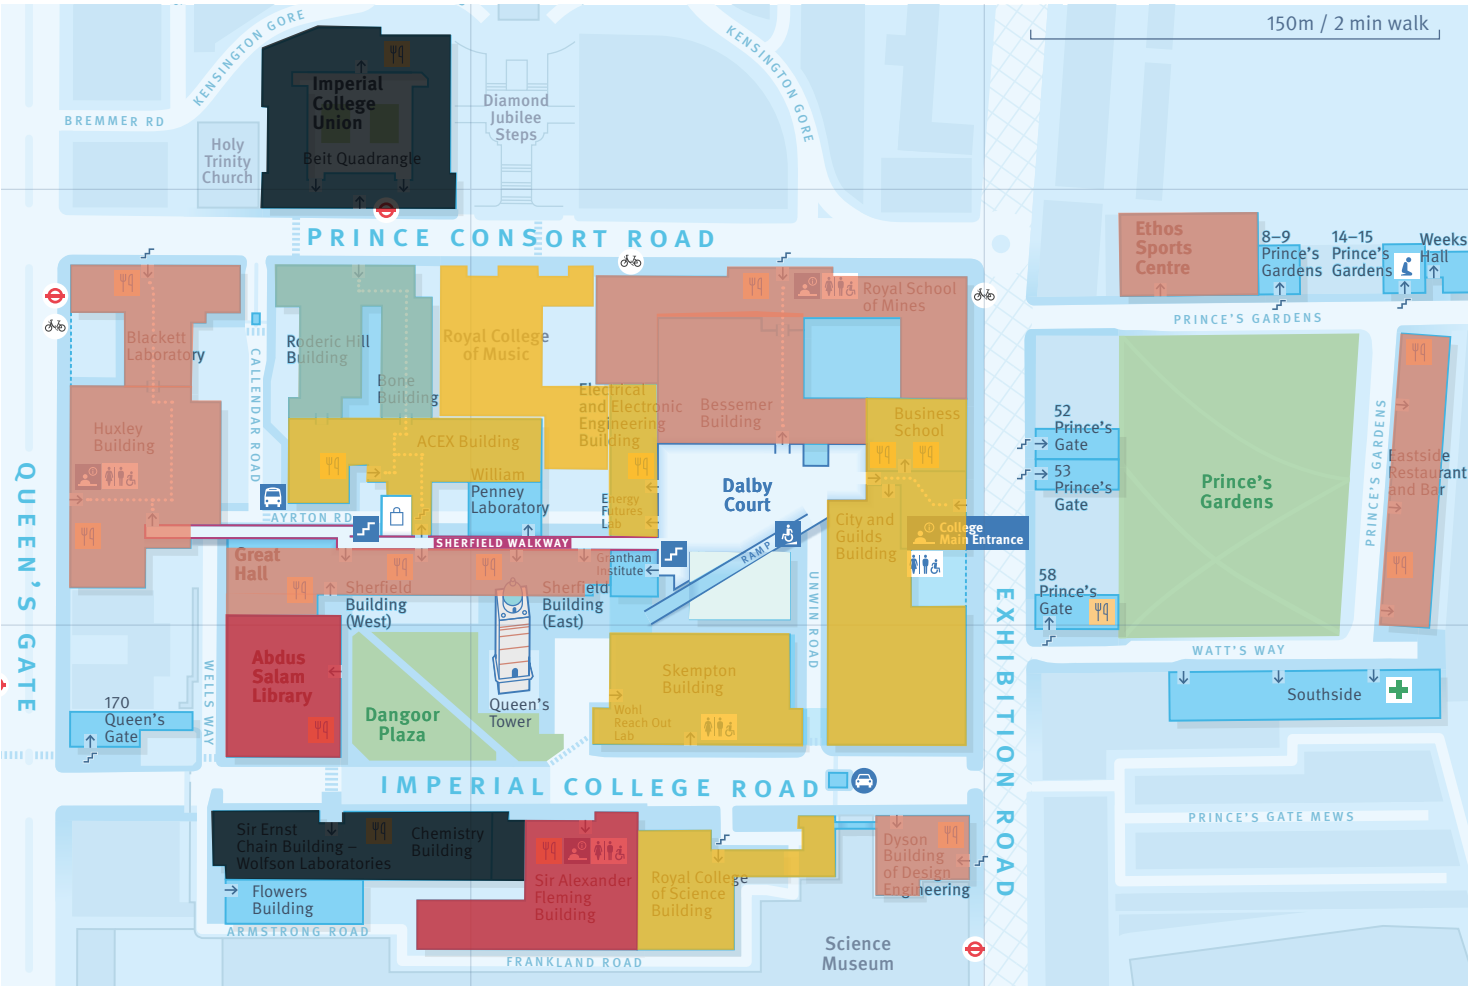 150m / 2 min walk
KENSINGTON GORE
KENSINGTON GORE
BREMMER RD
Imperial
College
Union
Beit Quadrangle
Diamond
Jubilee
Steps
Holy
Trinity
Church
PRINCE CONSORT ROAD
Ethos
Sports
Centre
8–9
Prince's
Gardens
14–15
Prince's
Gardens
Weeks
Hall
PRINCE'S GARDENS
Blackett
Laboratory
CALLENDAR ROAD
Roderic Hill
Building
Bone
Building
Royal College
of Music
Royal School
of Mines
Electrical
and Electronic
Engineering
Building
Bessemer
Building
Business
School
Huxley
Building
ACEX Building
William
Penney
Laboratory
Energy
Futures
Lab
Dalby
Court
52
Prince's
Gate
53
Prince's
Gate
Prince's
Gardens
PRINCE'S GARDENS
Eastside
Restaurant
and Bar
QUEEN'S GATE
AYRTON RD
SHERFIELD WALKWAY
City and
Guilds
Building
College
Main Entrance
RAMP
Great
Hall
Sherfield
Building
(West)
Sherfield
Building
(East)
Grantham
Institute
UNWIN ROAD
58
Prince's
Gate
EXHIBITION ROAD
WATT'S WAY
Abdus
Salam
Library
WELLS WAY
Dangoor
Plaza
Queen's
Tower
Skempton
Building
Wohl
Reach Out
Lab
170
Queen's
Gate
Southside
IMPERIAL COLLEGE ROAD
PRINCE'S GATE MEWS
Sir Ernst
Chain Building –
Wolfson Laboratories
Chemistry
Building
Flowers
Building
Sir Alexander
Fleming
Building
Royal College
of Science
Building
Dyson
Building
of Design
Engineering
ARMSTRONG ROAD
FRANKLAND ROAD
Science
Museum